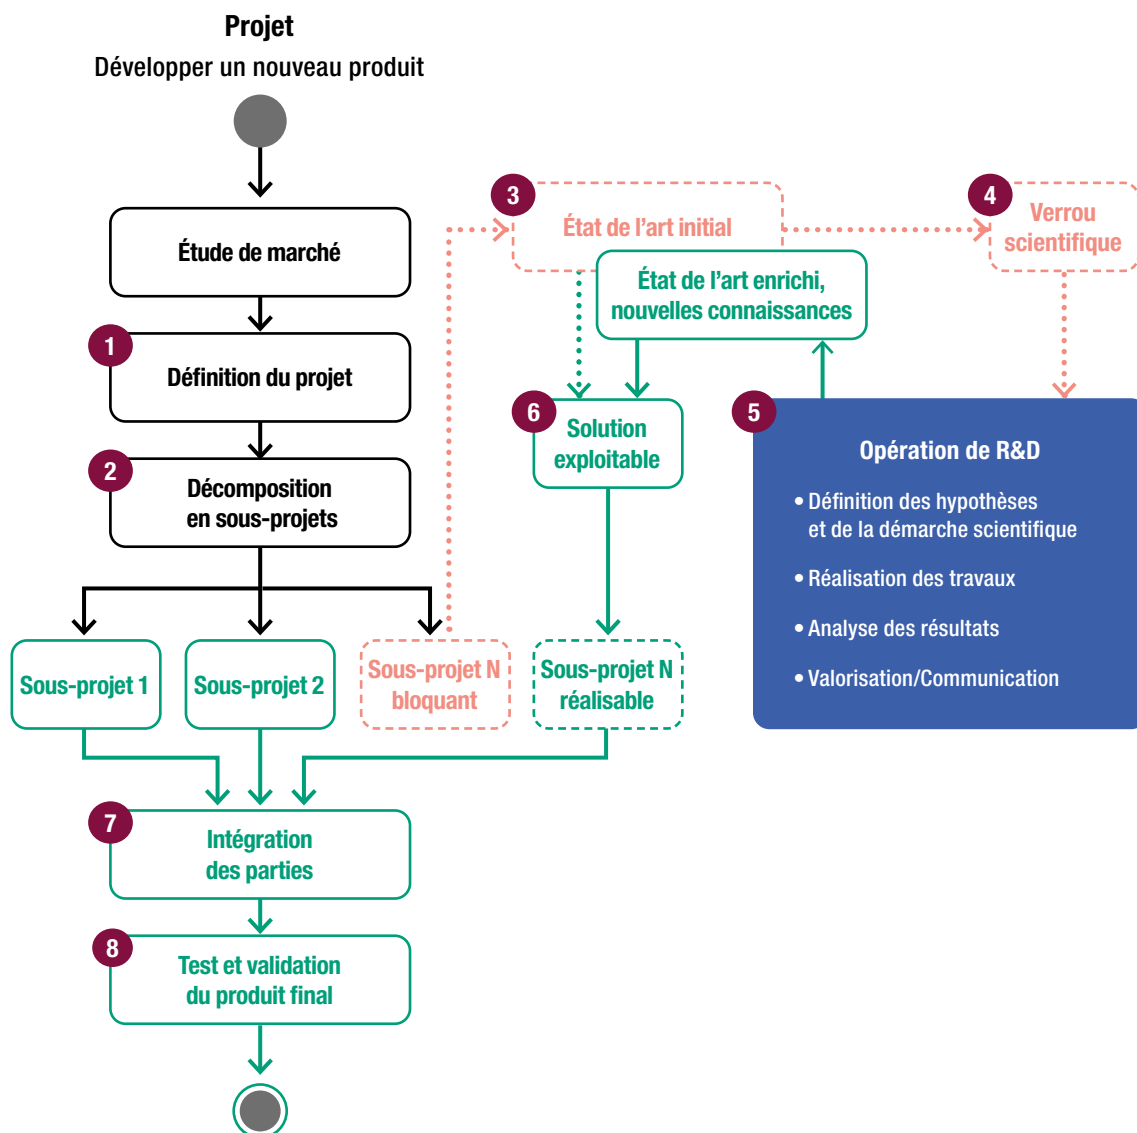 Projet
Développer un nouveau produit
Étude de marché
1
Définition du projet
2
Décomposition
en sous-projets
Sous-projet 1
Sous-projet 2
Sous-projet N
bloquant
3
État de l’art initial
4
Verrou
scientifique
État de l’art enrichi,
nouvelles connaissances
5
Opération de R&D
• Définition des hypothèses
et de la démarche scientifique
• Réalisation des travaux
• Analyse des résultats
• Valorisation/Communication
6
Solution
exploitable
Sous-projet N
réalisable
7
Intégration
des parties
8
Test et validation
du produit final